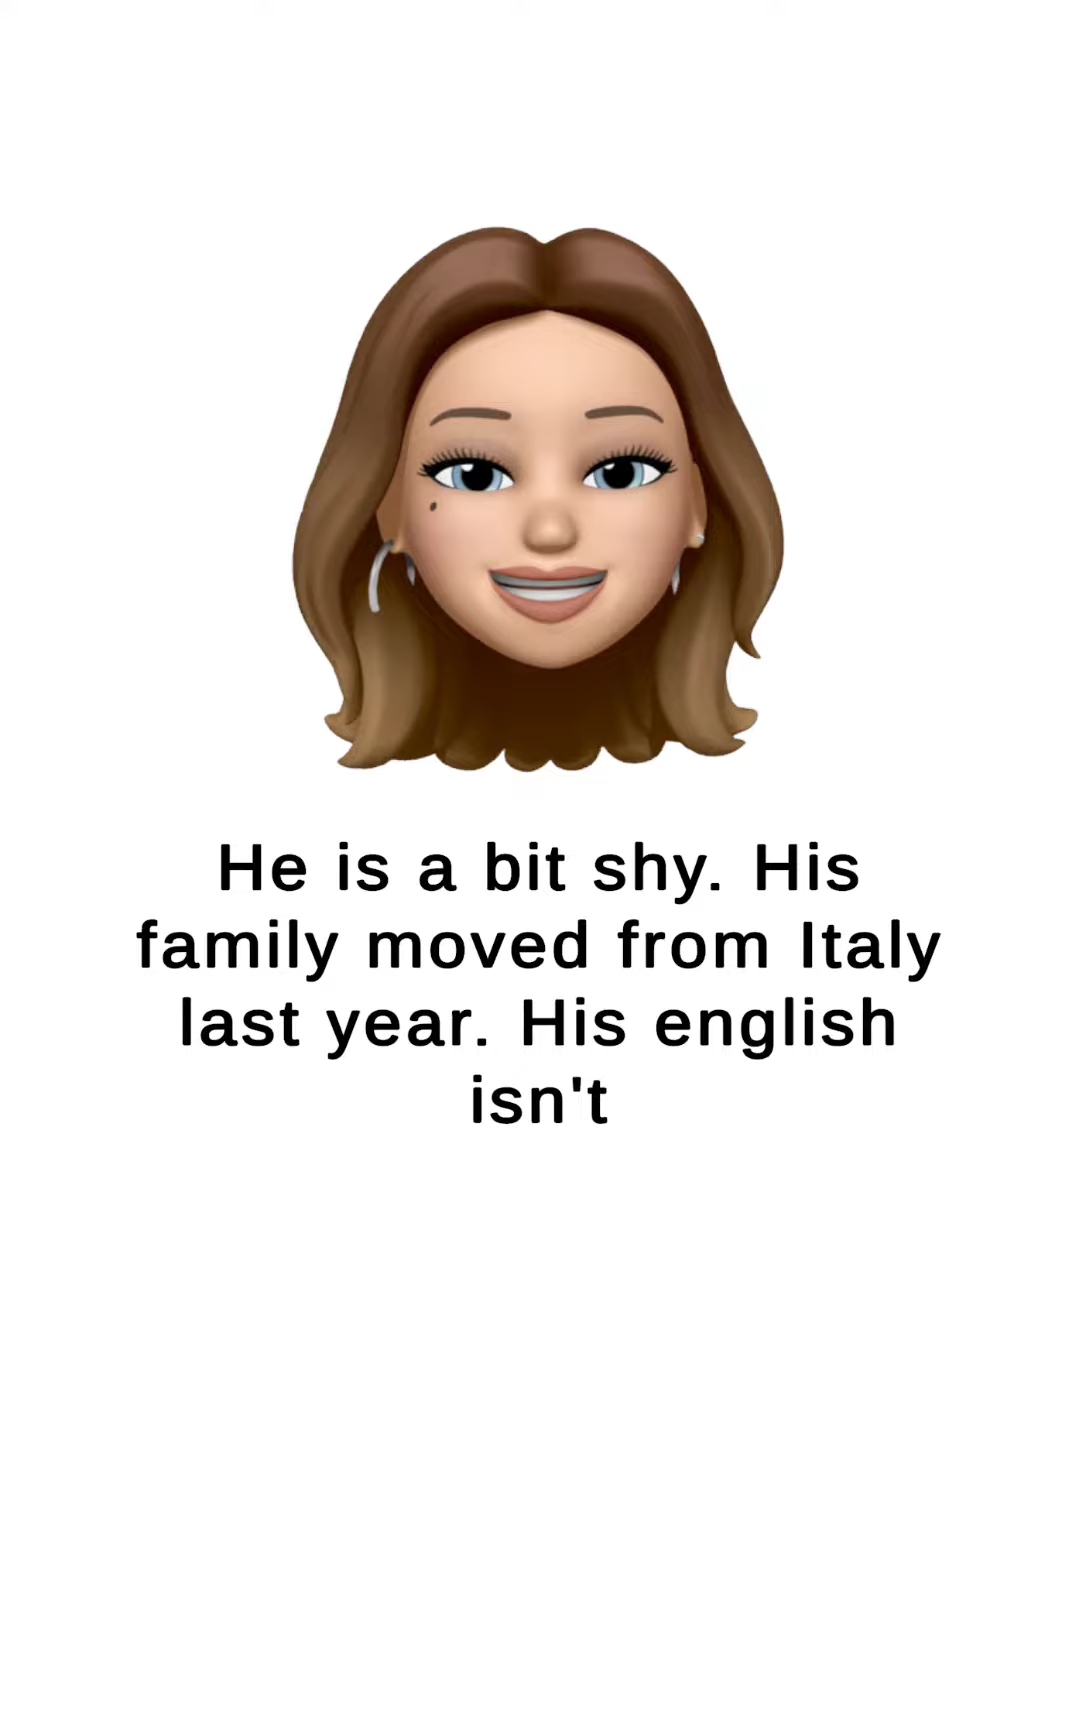 He is a bit shy. His
family moved from Italy
last year. His english
isn't